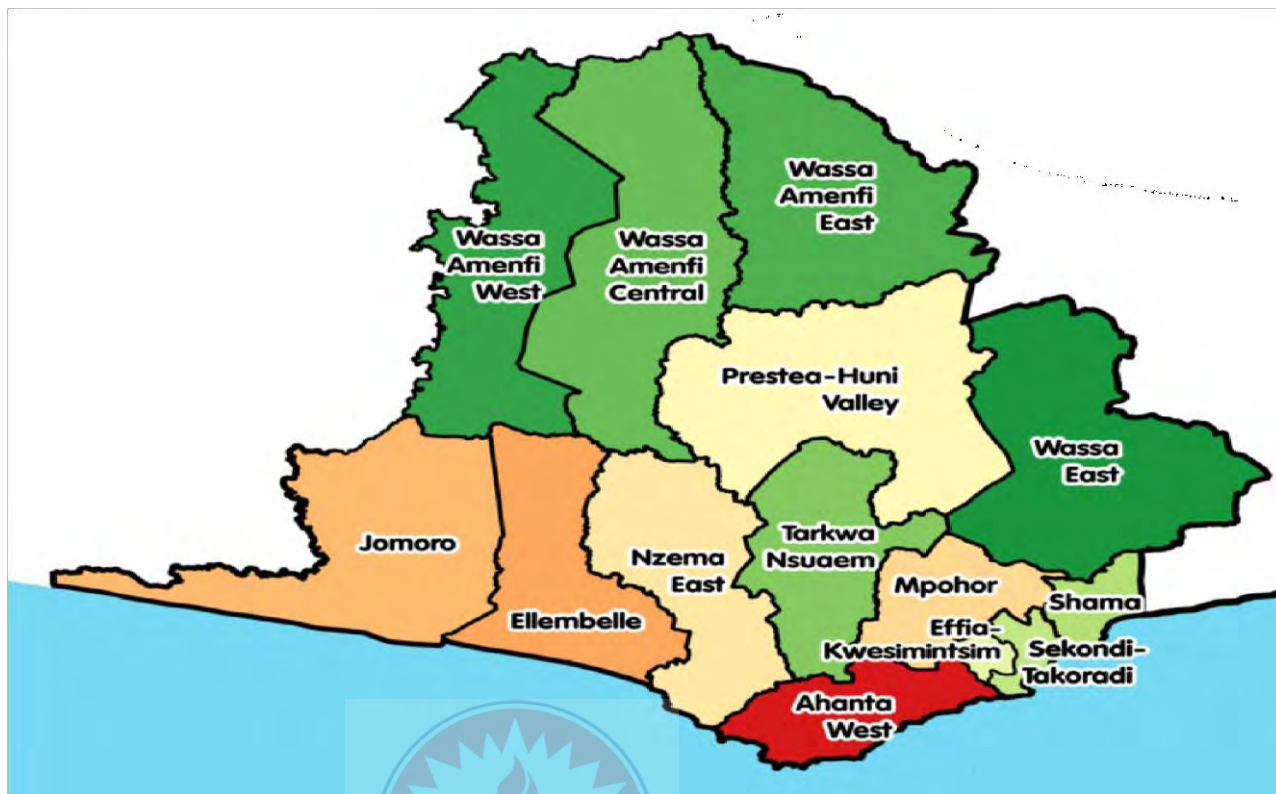 Wassa
Amenfi
East
Wassa
Amenfi
West
Wassa
Amenfi
Central
Prestea-Huni
Valley
Wassa
East
Jomoro
Ellembelle
Nzema
East
Tarkwa
Nsuaem
Mpohor
Shama
Effia-
Kwesimintsim
Sekondi-
Takoradi
Ahanta
West